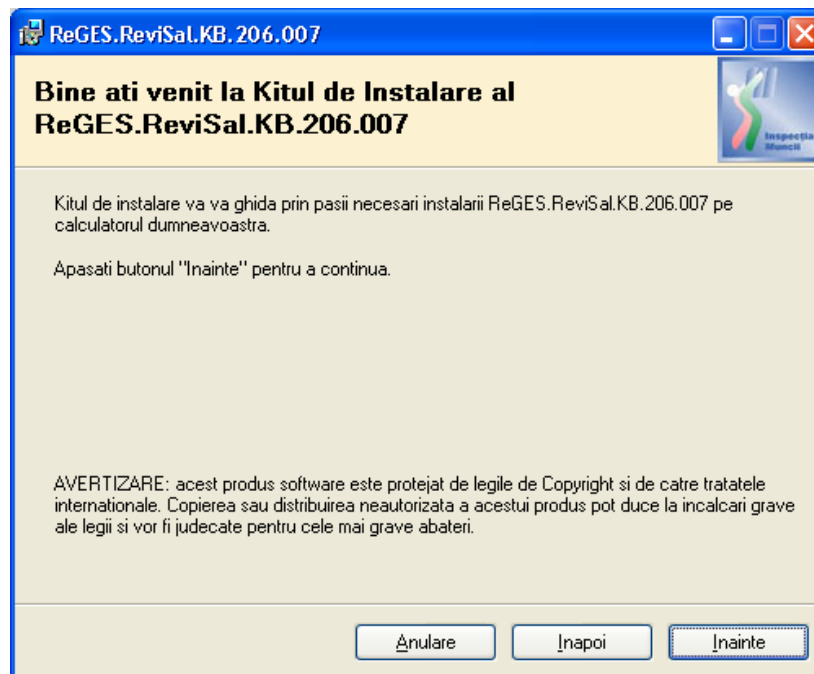 ReGES.ReviSal.KB.206.007
Bine ati venit la Kitul de Instalare al
ReGES.ReviSal.KB.206.007
Inspectia
Muncii
Kitul de instalare va va ghida prin pasii necesari instalarii ReGES.ReviSal.KB.206.007 pe
calculatorul dumneavoastra.
Apasati butonul "Inainte" pentru a continua.
AVERTIZARE: acest produs software este protejat de legile de Copyright si de catre tratatele
internationale. Copierea sau distribuirea neautorizata a acestui produs pot duce la incalcari grave
ale legii si vor fi judecate pentru cele mai grave abateri.
Anulare
Inapoi
Inainte